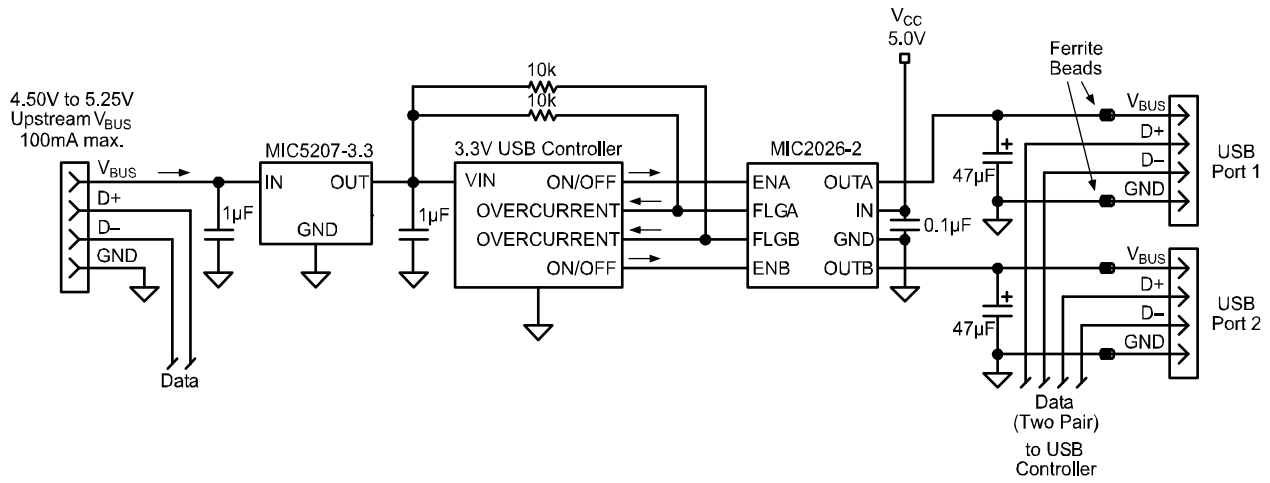 4.50V to 5.25V
Upstream VBUS
100mA max.
VBUS
D+
D–
GND
Data
1µF
MIC5207-3.3
IN
OUT
GND
1µF
10k
10k
3.3V USB Controller
VIN
ON/OFF
OVERCURRENT
OVERCURRENT
ON/OFF
MIC2026-2
ENA
OUTA
FLGA
IN
FLGB
GND
ENB
OUTB
VCC
5.0V
0.1µF
Ferrite
Beads
47µF
VBUS
D+
D–
GND
USB
Port 1
47µF
VBUS
D+
D–
GND
USB
Port 2
Data
(Two Pair)
to USB
Controller